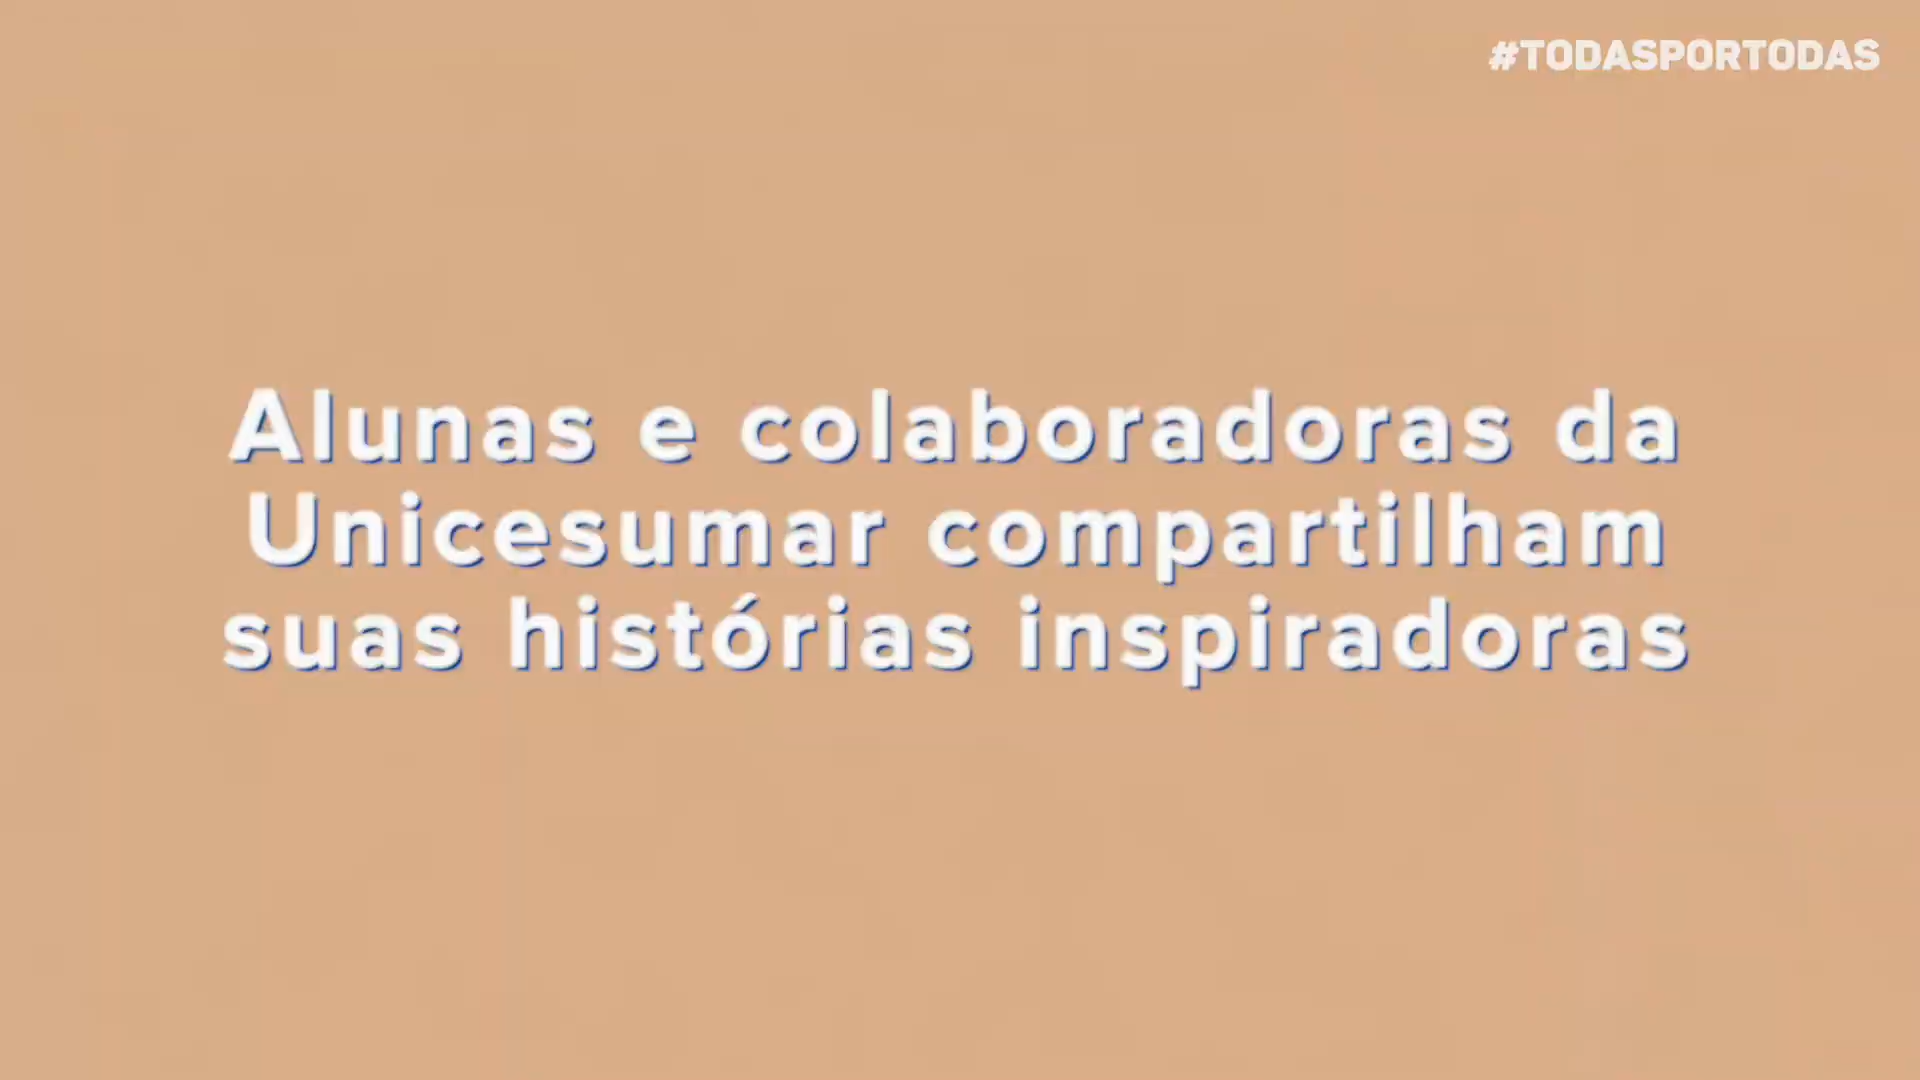 #TODASPORTODAS
Alunas e colaboradoras da
Unicesumar compartilham
suas histórias inspiradoras